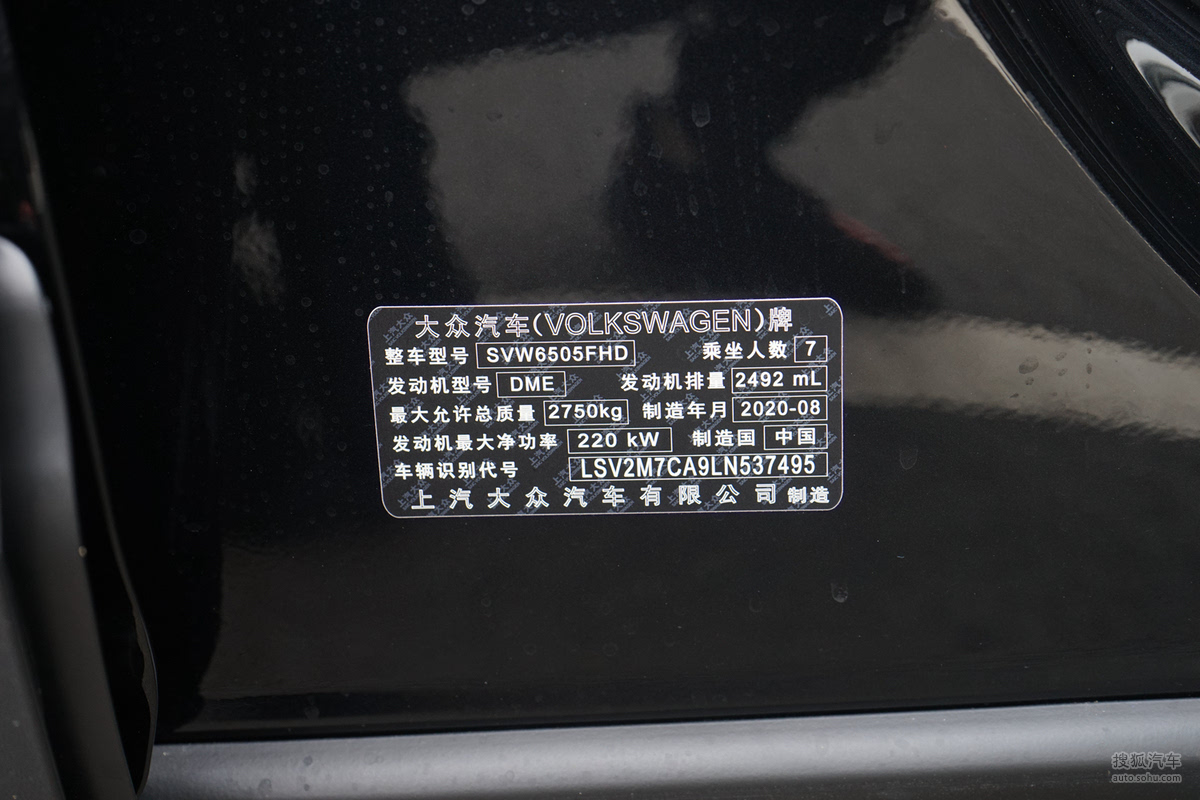 大众汽车(VOLKSWAGEN)牌
整车型号 SVW6505FHD 乘坐人数 7
发动机型号 DME 发动机排量 2492 mL
最大允许总质量 2750kg 制造年月 2020-08
发动机最大净功率 220 kW 制造国 中国
车辆识别代号 LSV2M7CA9LN537495
上汽大众汽车有限公司 制造
搜狐汽车
auto.sohu.com